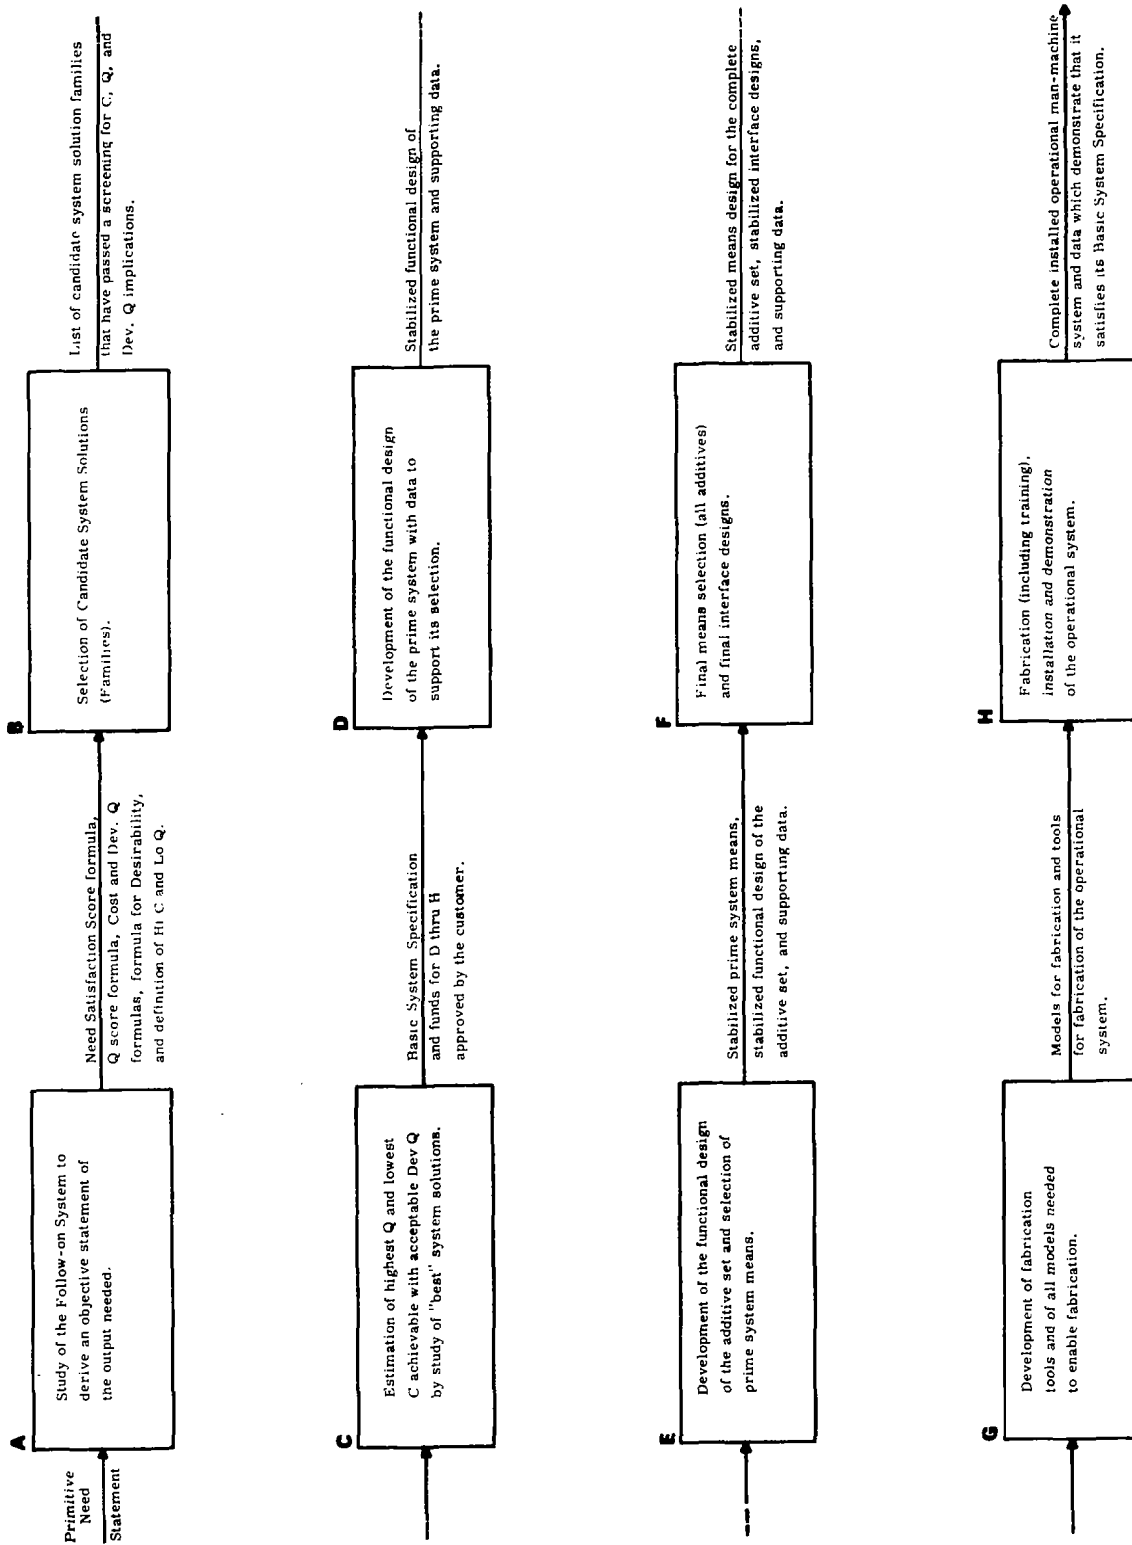 Primitive
Need
Statement
A
Study of the Follow-on System to
derive an objective statement of
the output needed.
Need Satisfaction Score formula,
Q score formula, Cost and Dev. Q
formulas, formula for Desirability,
and definition of Hi C and Lo Q.
B
Selection of Candidate System Solutions
(Families).
List of candidate system solution families
that have passed a screening for C, Q, and
Dev. Q implications.
C
Estimation of highest Q and lowest
C achievable with acceptable Dev Q
by study of "best" system solutions.
Basic System Specification
and funds for D thru H
approved by the customer.
D
Development of the functional design
of the prime system with data to
support its selection.
Stabilized functional design of
the prime system and supporting data.
E
Development of the functional design
of the additive set and selection of
prime system means.
Stabilized prime system means,
stabilized functional design of the
additive set, and supporting data.
F
Final means selection (all additives)
and final interface designs.
Stabilized means design for the complete
additive set, stabilized interface designs,
and supporting data.
G
Development of fabrication
tools and of all models needed
to enable fabrication.
Models for fabrication and tools
for fabrication of the operational
system.
H
Fabrication (including training),
installation and demonstration
of the operational system.
Complete installed operational man-machine
system and data which demonstrate that it
satisfies its Basic System Specification.